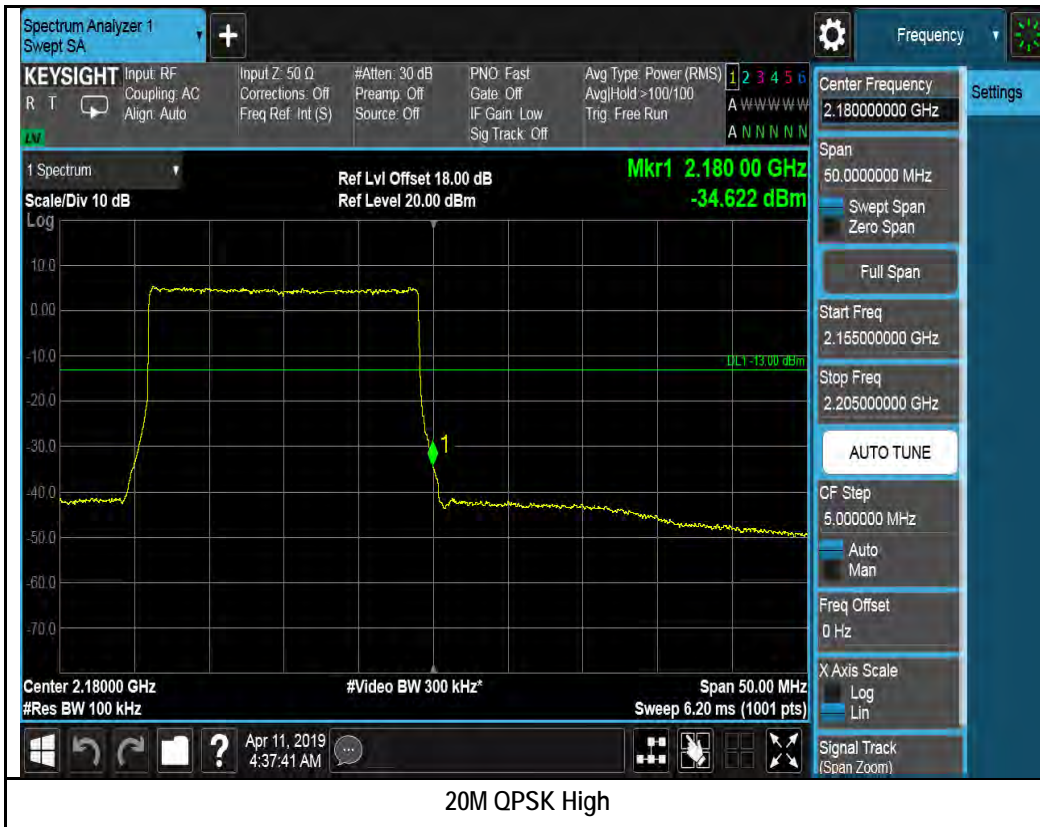 Spectrum Analyzer 1
Swept SA
+
Frequency
KEYSIGHT
R T
LV
Input: RF
Coupling: AC
Align: Auto
Input Z: 50 Ω
Corrections: Off
Freq Ref: Int (S)
#Atten: 30 dB
Preamp: Off
Source: Off
PNO: Fast
Gate: Off
IF Gain: Low
Sig Track: Off
Avg Type: Power (RMS)
Avg|Hold >100/100
Trig: Free Run
1 2 3 4 5 6
A W W W W W
A N N N N N
1 Spectrum
Scale/Div 10 dB
Log
Ref Lvl Offset 18.00 dB
Ref Level 20.00 dBm
Mkr1 2.180 00 GHz
-34.622 dBm
10.0
0.00
-10.0
-20.0
-30.0
-40.0
-50.0
-60.0
-70.0
DL1 -13.00 dBm
1
Center 2.18000 GHz
#Res BW 100 kHz
#Video BW 300 kHz*
Span 50.00 MHz
Sweep 6.20 ms (1001 pts)
Center Frequency
2.180000000 GHz
Settings
Span
50.0000000 MHz
Swept Span
Zero Span
Full Span
Start Freq
2.155000000 GHz
Stop Freq
2.205000000 GHz
AUTO TUNE
CF Step
5.000000 MHz
Auto
Man
Freq Offset
0 Hz
X Axis Scale
Log
Lin
Signal Track
(Span Zoom)
?
Apr 11, 2019
4:37:41 AM
20M QPSK High